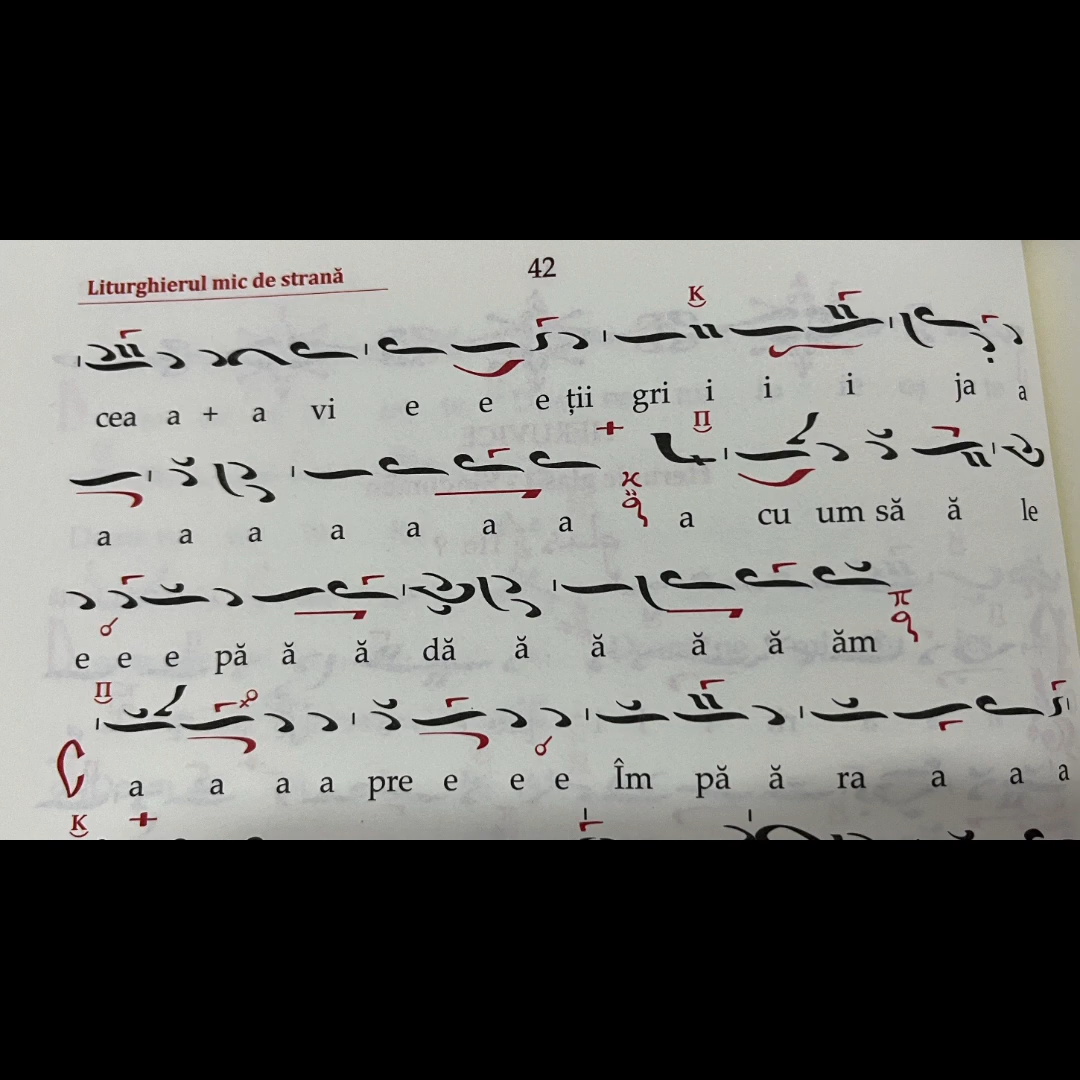 Liturghierul mic de strană 42
K
cea a + a vi e e e ții gri i i i ja a
П
a a a a a a a a cu um să ă le
e e e pă ă ă dă ă ă ă ă ăm
П
a a a a pre e e e Îm pă ă ra a a a
K